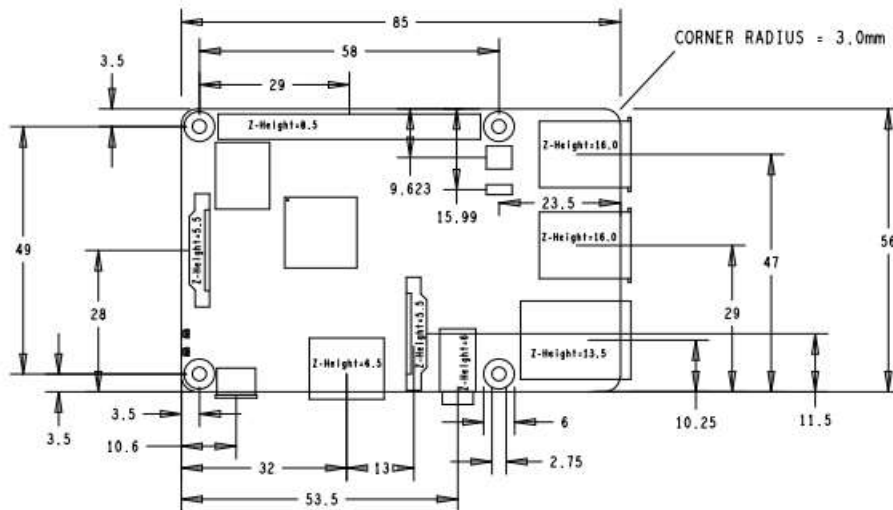 85
CORNER RADIUS = 3.0mm
58
3.5
29
Z-Height=8.5
Z-Height=16.0
9.623
15.99
23.5
Z-Height=5.5
Z-Height=16.0
49
47
56
28
29
Z-Height=5.5
Z-Height=6.5
Z-Height=6
Z-Height=13.5
3.5
3.5
10.6
6
10.25
11.5
32
13
2.75
53.5